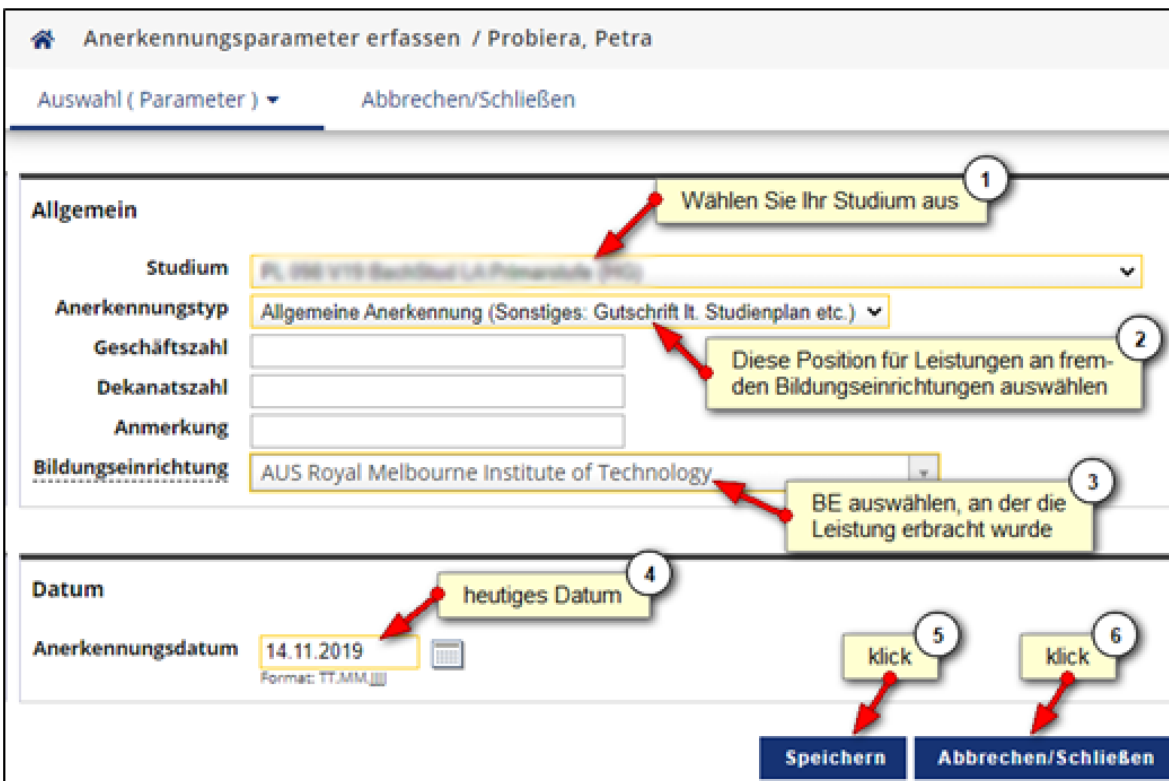 Anerkennungsparameter erfassen / Probiera, Petra
Auswahl ( Parameter )
Abbrechen/Schließen
1
Wählen Sie Ihr Studium aus
Allgemein
Studium
Anerkennungstyp
Allgemeine Anerkennung (Sonstiges: Gutschrift lt. Studienplan etc.)
2
Diese Position für Leistungen an frem-
den Bildungseinrichtungen auswählen
Geschäftszahl
Dekanatszahl
Anmerkung
Bildungseinrichtung
AUS Royal Melbourne Institute of Technology
3
BE auswählen, an der die
Leistung erbracht wurde
Datum
4
heutiges Datum
Anerkennungsdatum
14.11.2019
Format: TT.MM.JJJJ
5
klick
6
klick
Speichern
Abbrechen/Schließen